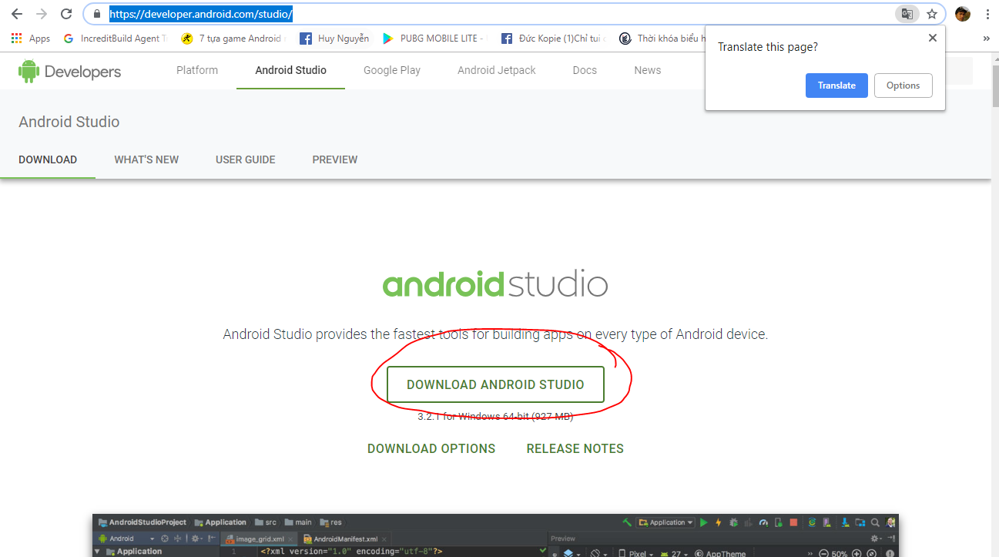 https://developer.android.com/studio/
Apps IncreditBuild Agent T 7 tựa game Android Huy Nguyễn PUBG MOBILE LITE - Đức Kopie (1)Chỉ tui Thời khóa biểu h »
Translate this page?
Translate Options
Developers Platform Android Studio Google Play Android Jetpack Docs News
Android Studio
DOWNLOAD WHAT'S NEW USER GUIDE PREVIEW
androidstudio
Android Studio provides the fastest tools for building apps on every type of Android device.
DOWNLOAD ANDROID STUDIO
3.2.1 for Windows 64-bit (927 MB)
DOWNLOAD OPTIONS RELEASE NOTES
AndroidStudioProject Application src main res Application
Android image_grid.xml AndroidManifest.xml Preview
Application 1 <?xml version="1.0" encoding="utf-8"?> Pixel 27 AppTheme » 50%